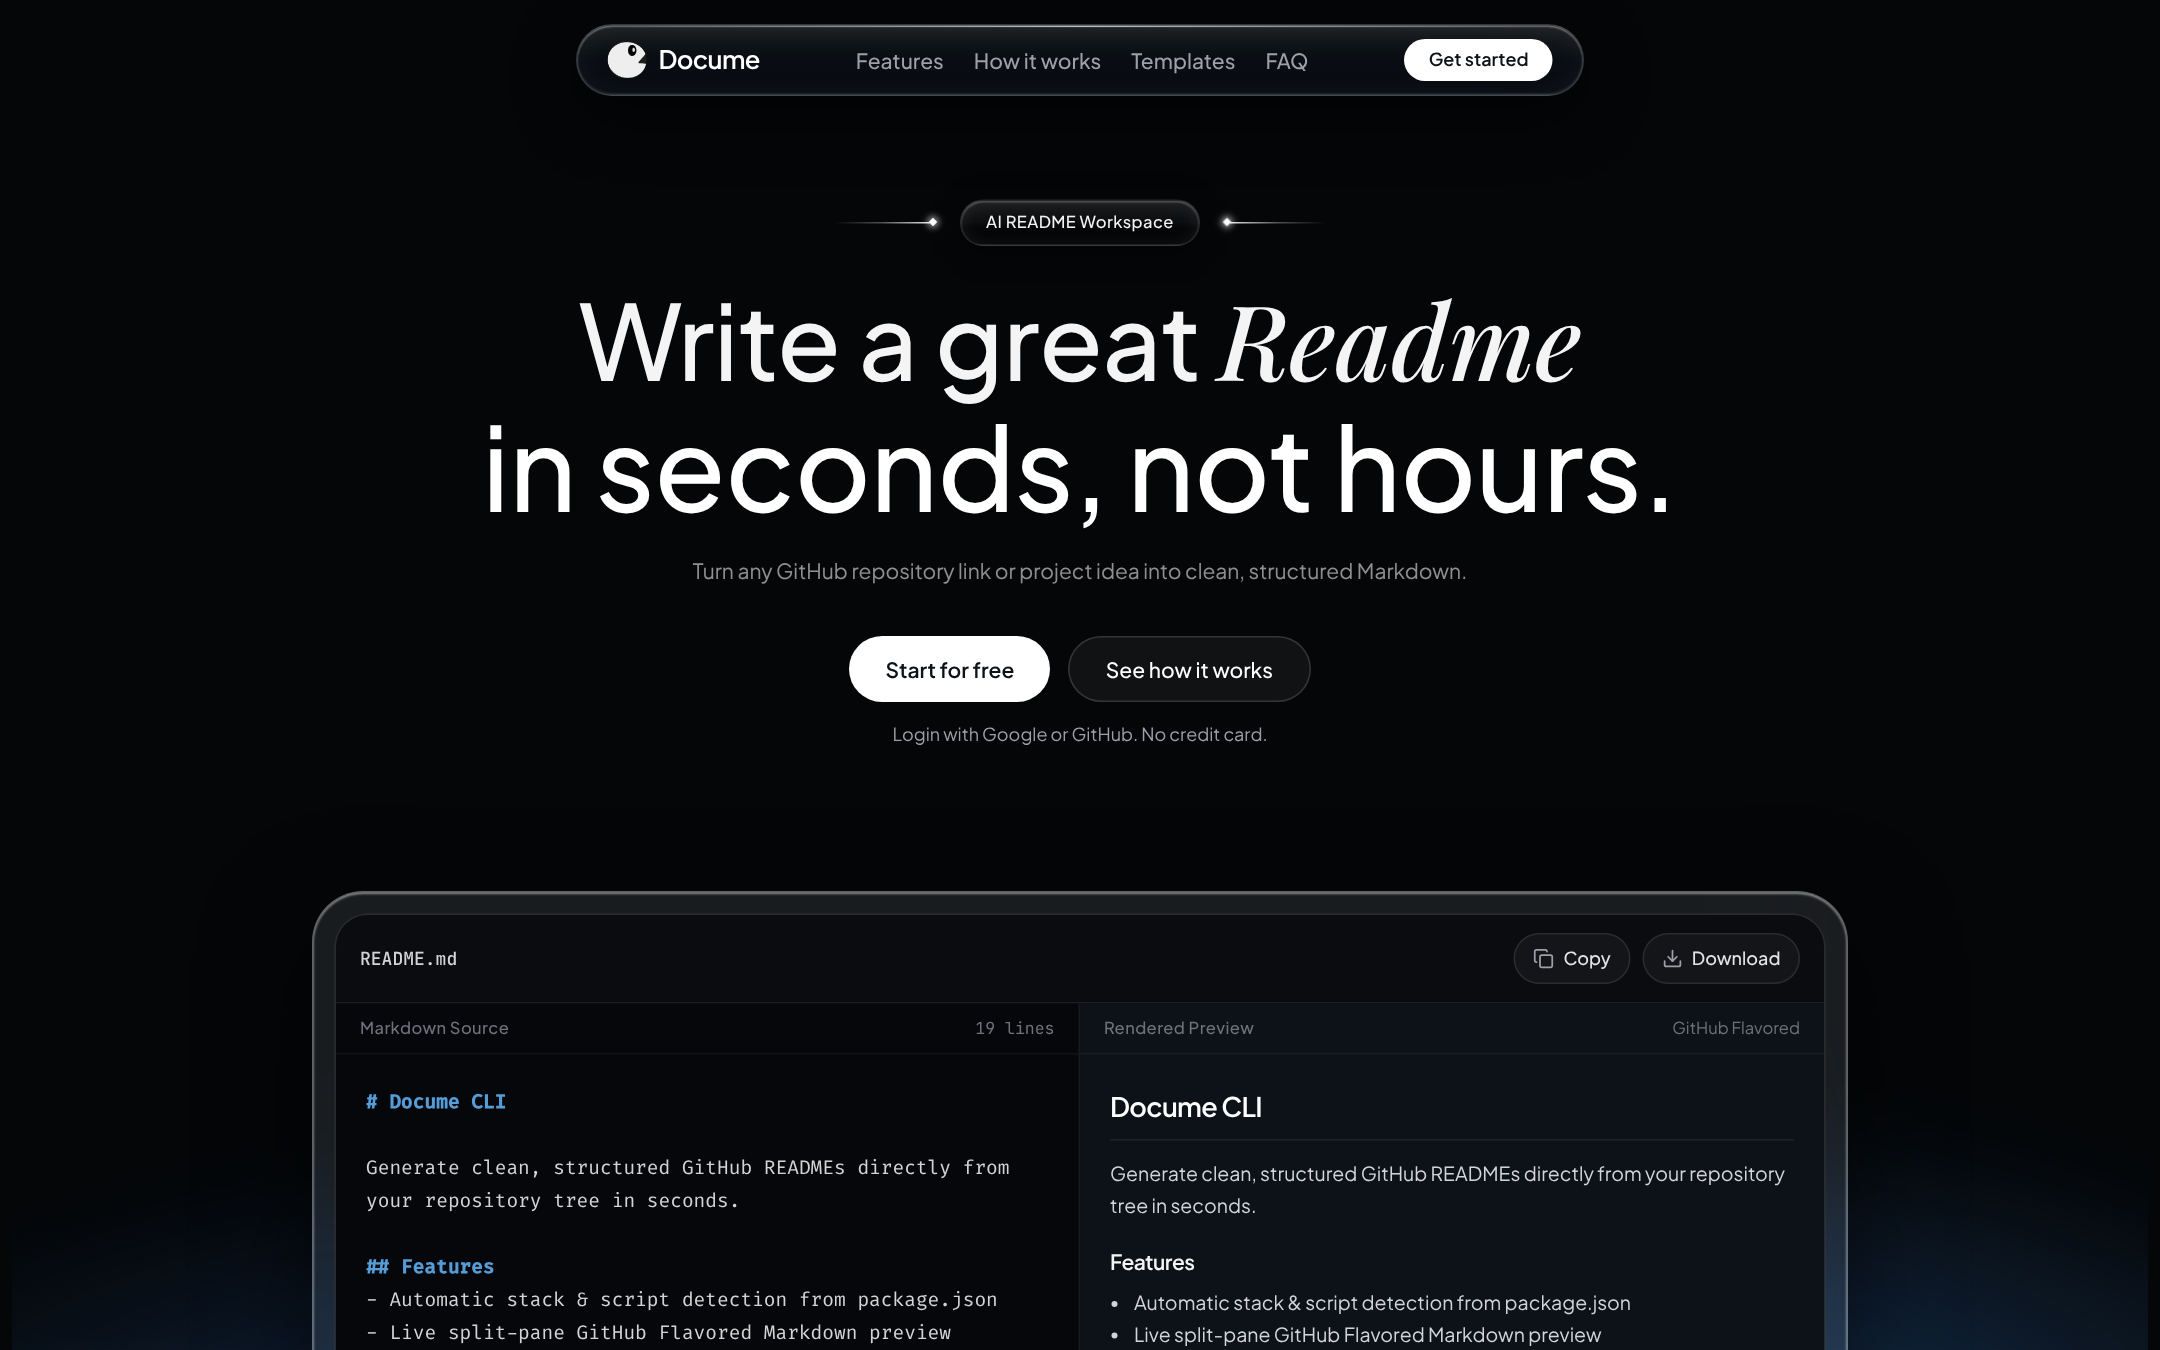 Docume
Features
How it works
Templates
FAQ
Get started
AI README Workspace
Write a great Readme
in seconds, not hours.
Turn any GitHub repository link or project idea into clean, structured Markdown.
Start for free
See how it works
Login with Google or GitHub. No credit card.
README.md
Copy
Download
Markdown Source
19 lines
# Docume CLI
Generate clean, structured GitHub READMEs directly from
your repository tree in seconds.
## Features
- Automatic stack & script detection from package.json
- Live split-pane GitHub Flavored Markdown preview
Rendered Preview
GitHub Flavored
Docume CLI
Generate clean, structured GitHub READMEs directly from your repository
tree in seconds.
Features
• Automatic stack & script detection from package.json
• Live split-pane GitHub Flavored Markdown preview